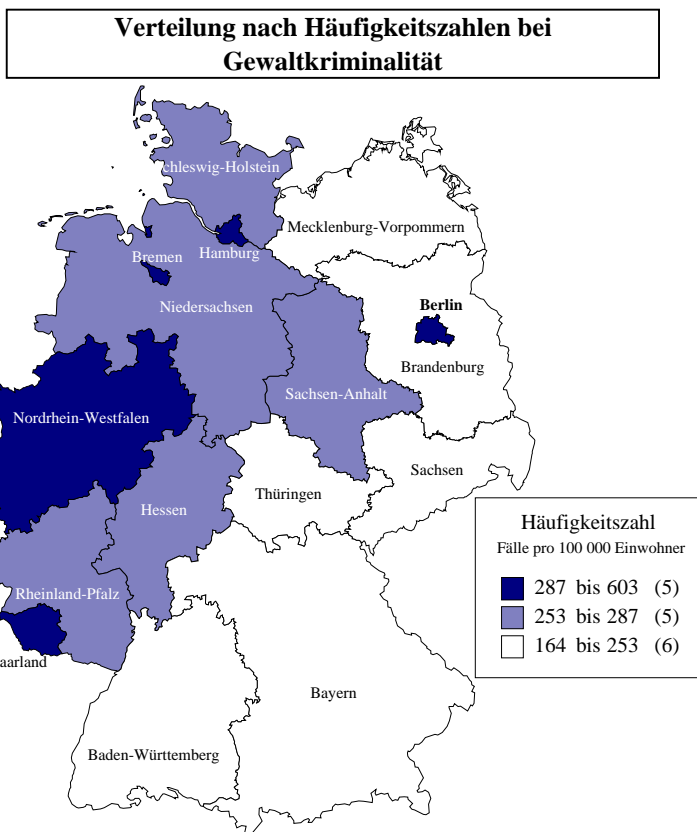 Verteilung nach Häufigkeitszahlen bei
Gewaltkriminalität
chleswig-Holstein
Mecklenburg-Vorpommern
Bremen
Hamburg
Niedersachsen
Berlin
Brandenburg
Sachsen-Anhalt
Nordrhein-Westfalen
Sachsen
Thüringen
Hessen
Häufigkeitszahl
Fälle pro 100 000 Einwohner
287 bis 603 (5)
253 bis 287 (5)
164 bis 253 (6)
Rheinland-Pfalz
aarland
Bayern
Baden-Württemberg